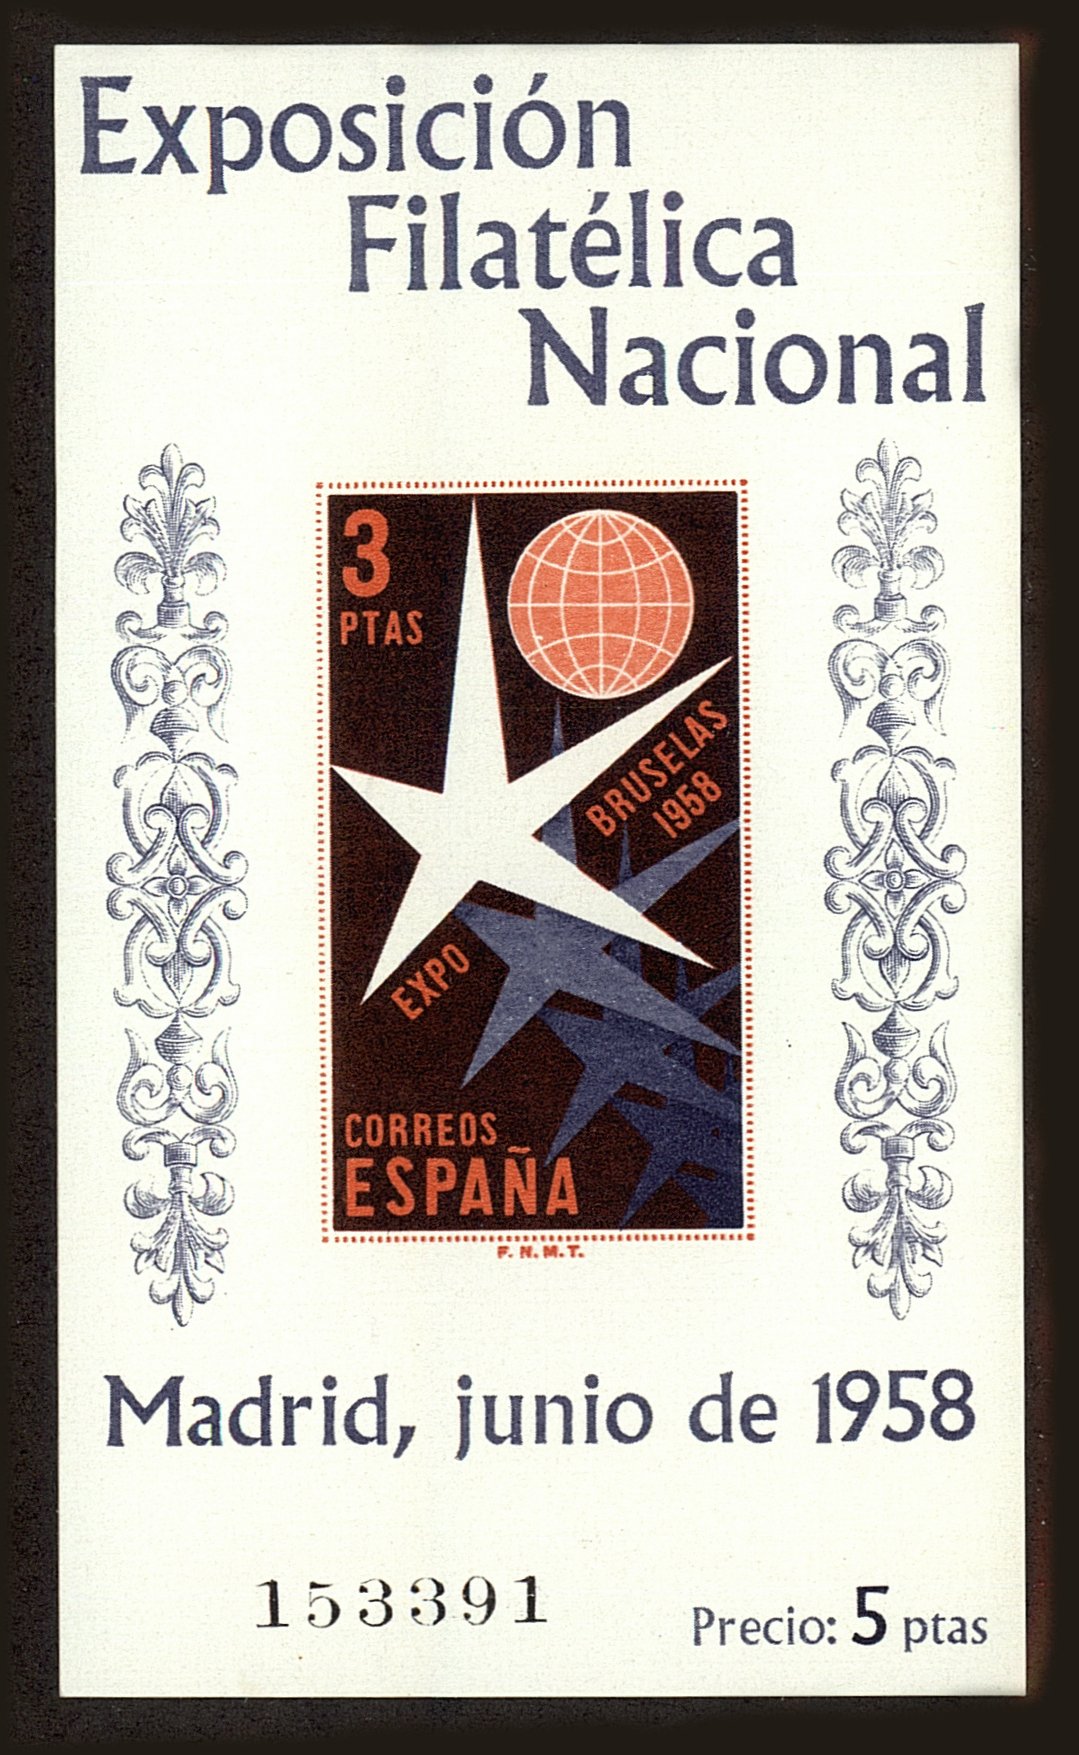 Exposición
Filatélica
Nacional
3
PTAS
BRUSELAS
1958
EXPO
CORREOS
ESPAÑA
F. N. M. T.
Madrid, junio de 1958
153391
Precio: 5 ptas